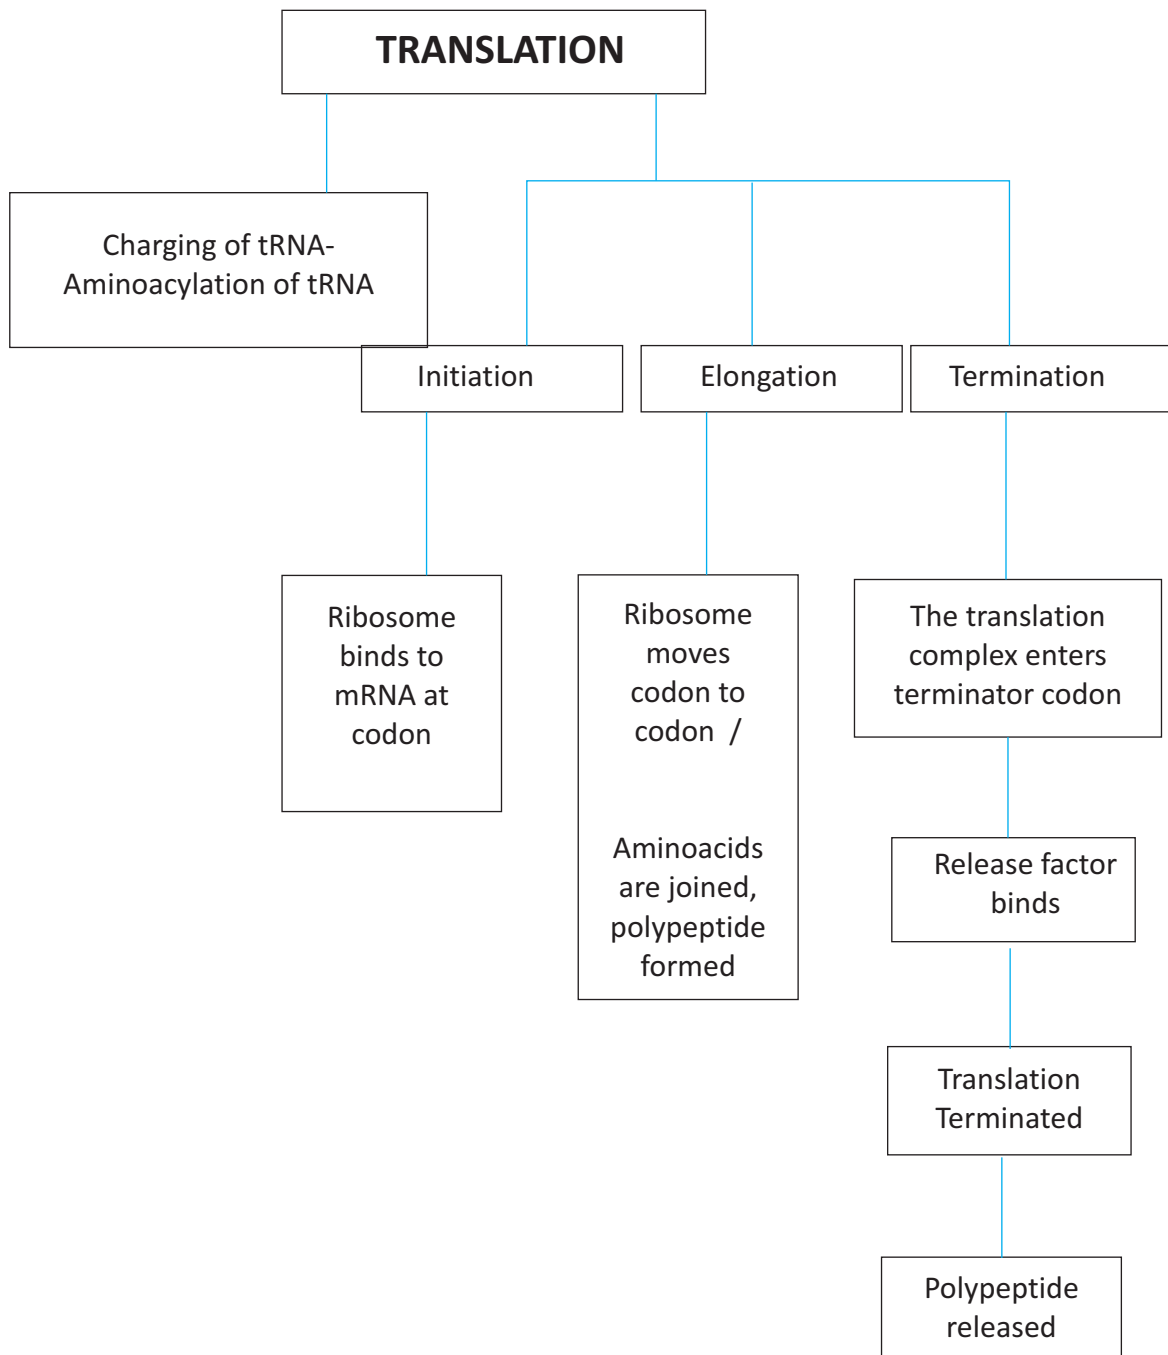 TRANSLATION
Charging of tRNA-
Aminoacylation of tRNA
Initiation
Elongation
Termination
Ribosome
binds to
mRNA at
codon
Ribosome
moves
codon to
codon /
Aminoacids
are joined,
polypeptide
formed
The translation
complex enters
terminator codon
Release factor
binds
Translation
Terminated
Polypeptide
released